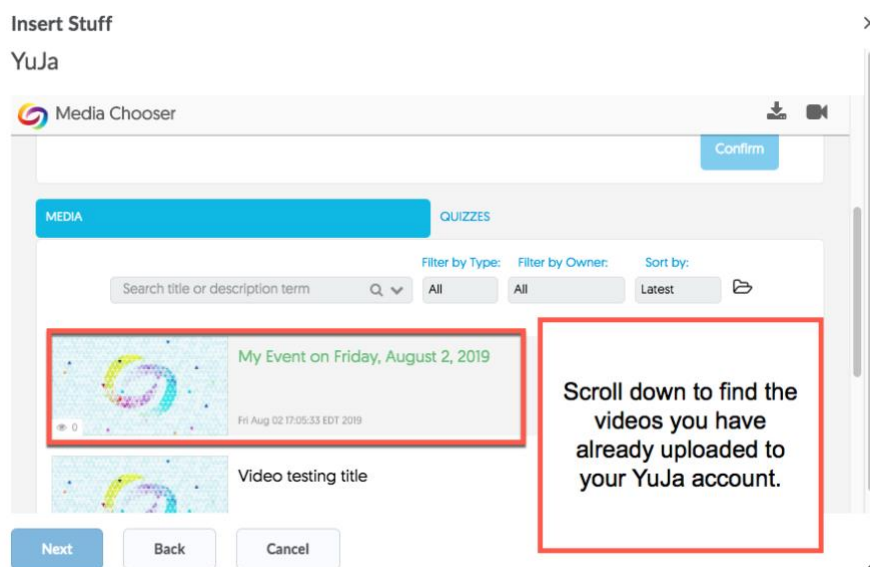 Insert Stuff
YuJa
Media Chooser
Confirm
MEDIA
QUIZZES
Filter by Type:
Filter by Owner:
Sort by:
Search title or description term
All
All
Latest
My Event on Friday, August 2, 2019
0
Fri Aug 02 17:05:33 EDT 2019
Scroll down to find the
videos you have
already uploaded to
your YuJa account.
Video testing title
Next
Back
Cancel